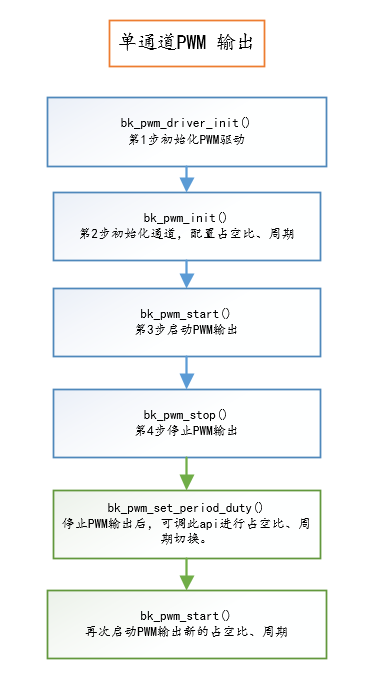 单通道PWM 输出
bk_pwm_driver_init()
第1步初始化PWM驱动
bk_pwm_init()
第2步初始化通道，配置占空比、周期
bk_pwm_start()
第3步启动PWM输出
bk_pwm_stop()
第4步停止PWM输出
bk_pwm_set_period_duty()
停止PWM输出后，可调此api进行占空比、周
期切换。
bk_pwm_start()
再次启动PWM输出新的占空比、周期